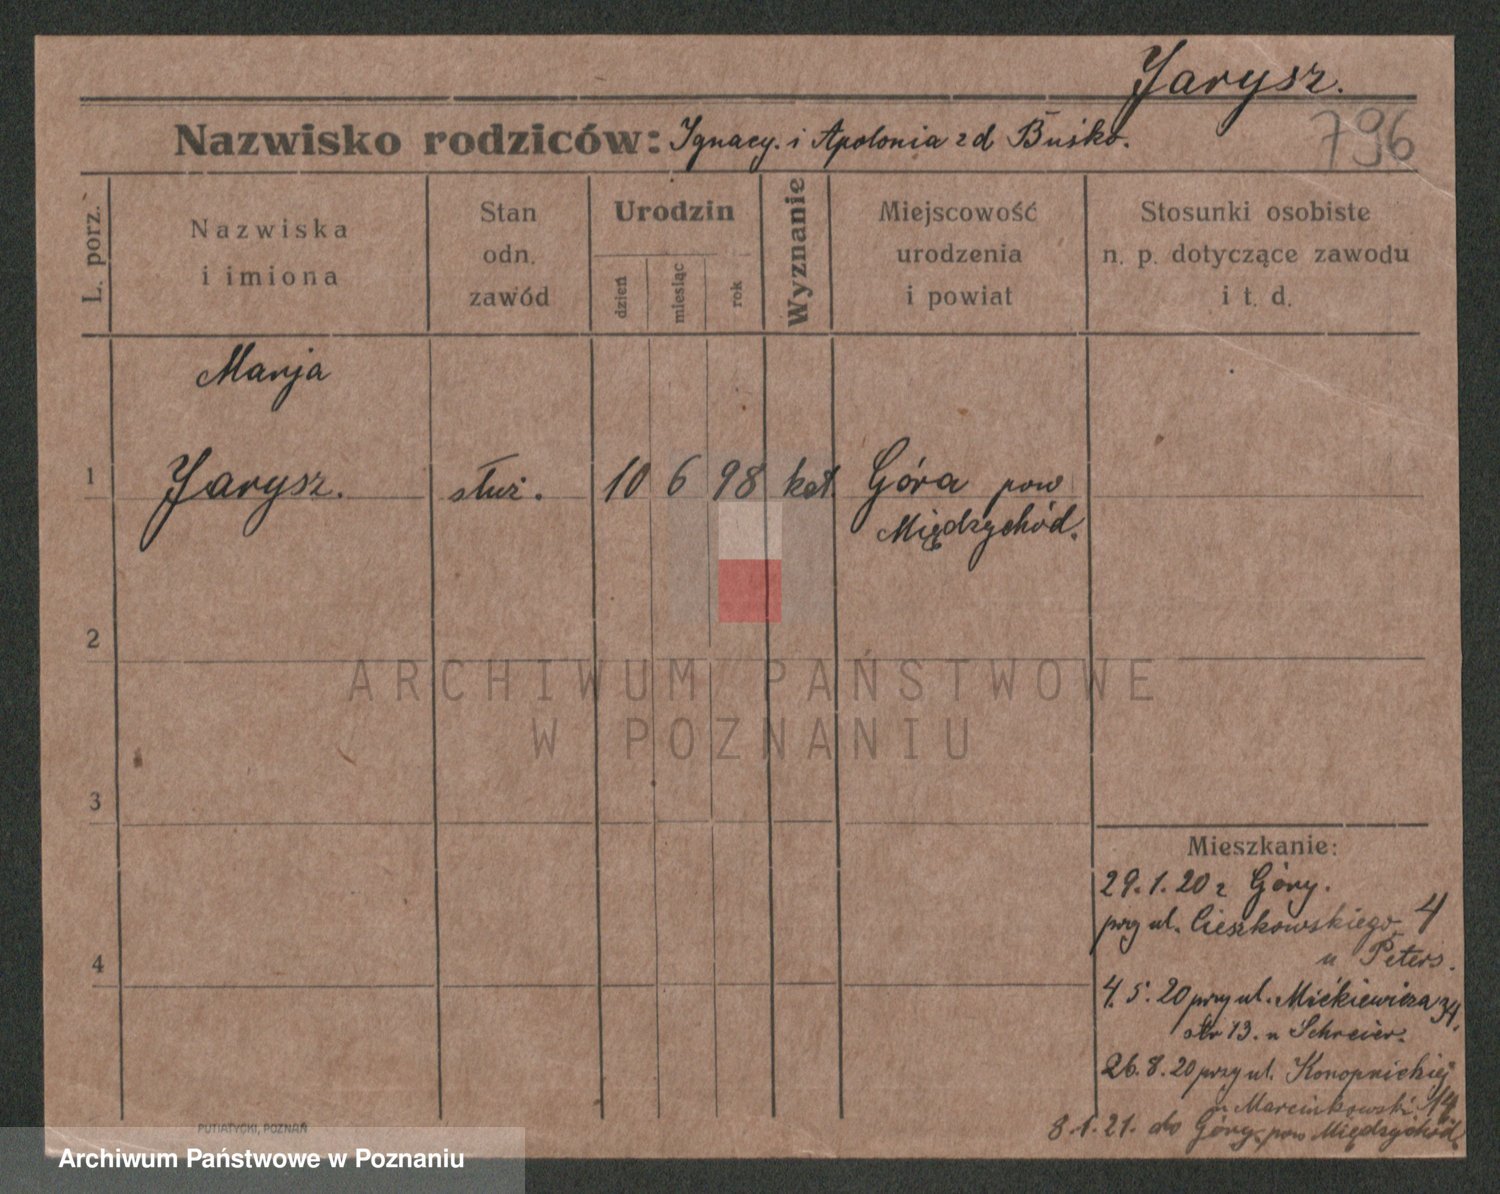 Jarysz.
Nazwisko rodziców: Ignacy. i Apolonia z d Buśko.
796
L. porz.
Nazwiska
i imiona
Stan
odn.
zawód
Urodzin
dzień
miesiąc
rok
Wyznanie
Miejscowość
urodzenia
i powiat
Stosunki osobiste
n. p. dotyczące zawodu
i t. d.
Marja
1 Jarysz. służ. 10 6 98 kat. Góra pow
Międzychód.
2
ARCHIWUM PAŃSTWOWE
W POZNANIU
3
Mieszkanie:
29.1.20 z Góry.
przy ul. Cieszkowskiego 4
u Peters.
4
4.5.20 przy ul. Mickiewicza 34.
str 13. u Schreier.
26.8.20 przy ul. Konopnickiej
u Marcinkowski 14
8.1.21. do Góry pow Międzychód
PUTIATYCKI, POZNAŃ
Archiwum Państwowe w Poznaniu